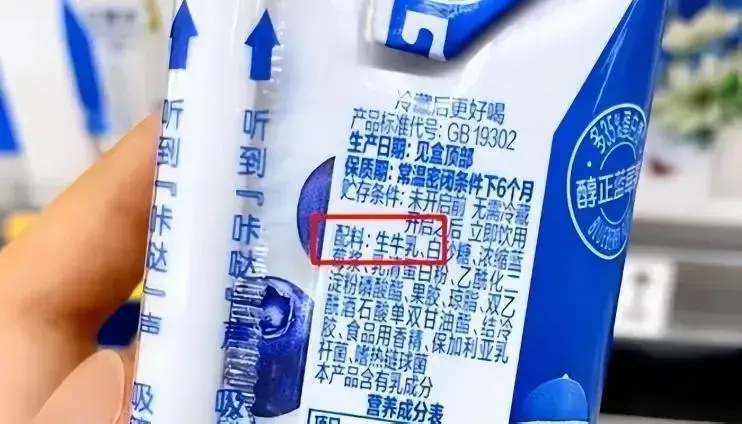 听到『咔哒』声 吸
听到『咔哒』声 吸
冷藏后更好喝
产品标准代号：GB 19302
生产日期：见盒顶部
保质期：常温密闭条件下6个月
贮存条件：未开启前 无需冷藏
开启之后 立即饮用
配料：生牛乳、白砂糖、浓缩蓝
莓浆、乳清蛋白粉、乙酰化二
淀粉磷酸酯、果胶、琼脂、双乙
酰酒石酸单双甘油酯、结冷
胶、食品用香精、保加利亚乳
杆菌、嗜热链球菌
本产品含有乳成分
营养成分表
醇正蓝莓